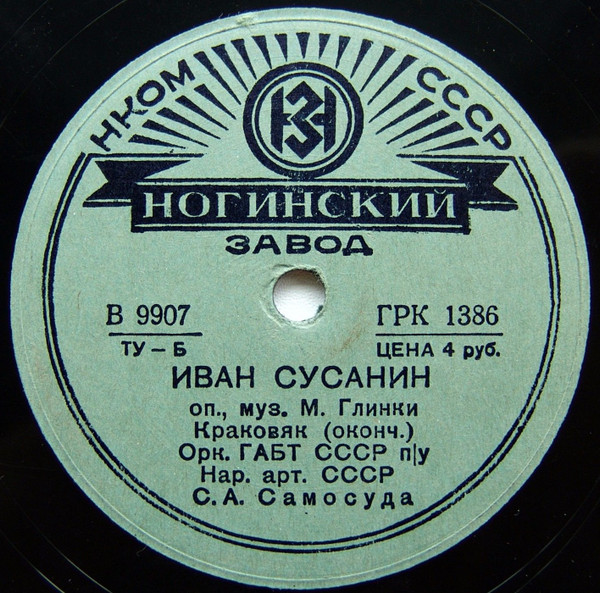 НКОМ СССР
НЗ
НОГИНСКИЙ
ЗАВОД
В 9907
ГРК 1386
ТУ – Б
ЦЕНА 4 руб.
ИВАН СУСАНИН
оп., муз. М. Глинки
Краковяк (оконч.)
Орк. ГАБТ СССР п/у
Нар. арт. СССР
С. А. Самосуда